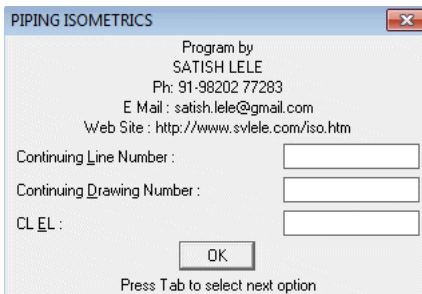 PIPING ISOMETRICS
Program by
SATISH LELE
Ph: 91-98202 77283
E Mail : satish.lele@gmail.com
Web Site : http://www.svlele.com/iso.htm
Continuing Line Number :
Continuing Drawing Number :
CL EL :
OK
Press Tab to select next option